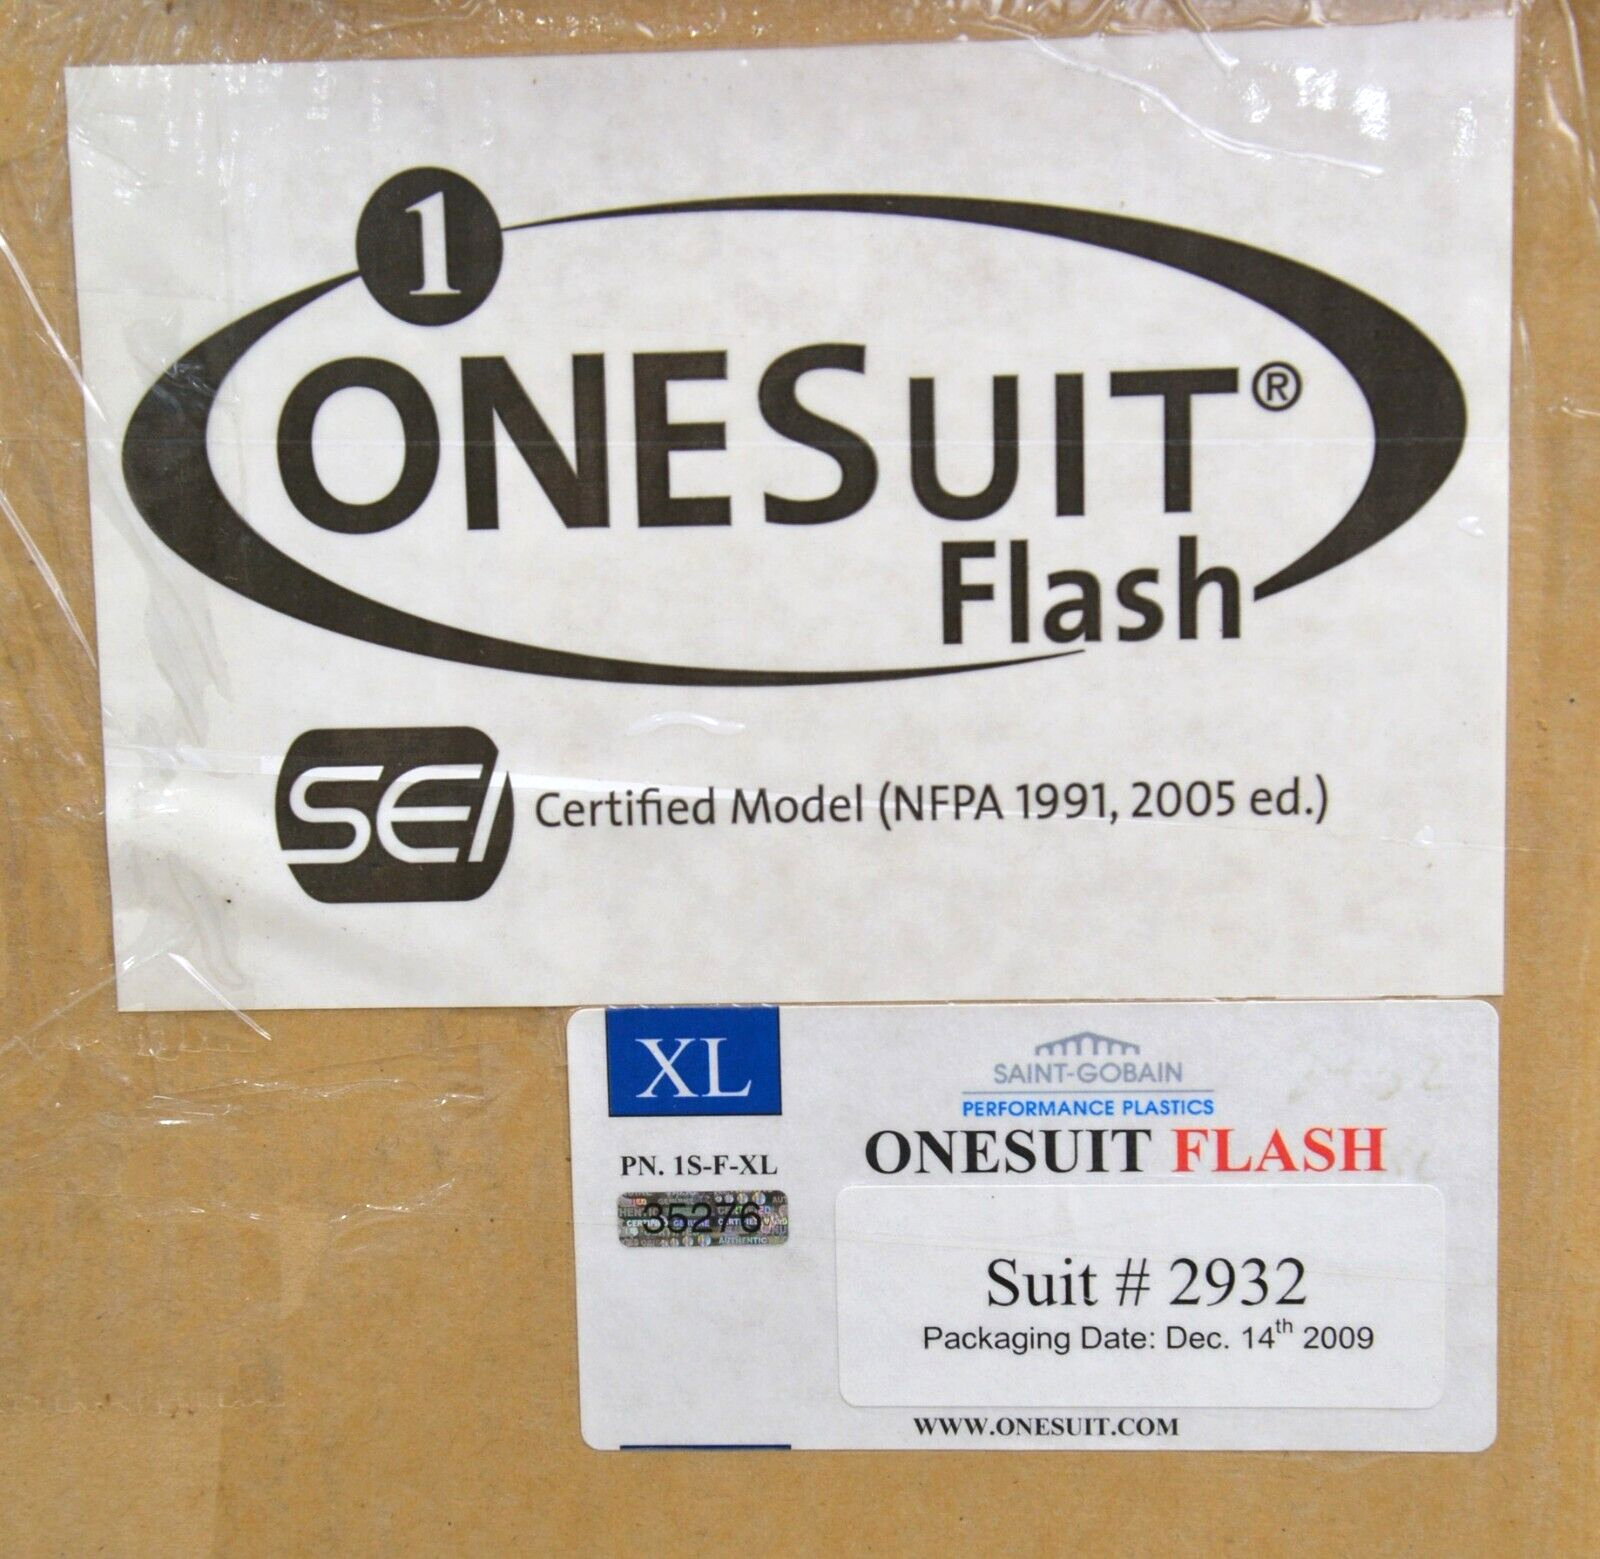 1
ONESUIT®
Flash
SEI Certified Model (NFPA 1991, 2005 ed.)
XL
SAINT-GOBAIN
PERFORMANCE PLASTICS
ONESUIT FLASH
PN. 1S-F-XL
35276
Suit # 2932
Packaging Date: Dec. 14th 2009
WWW.ONESUIT.COM